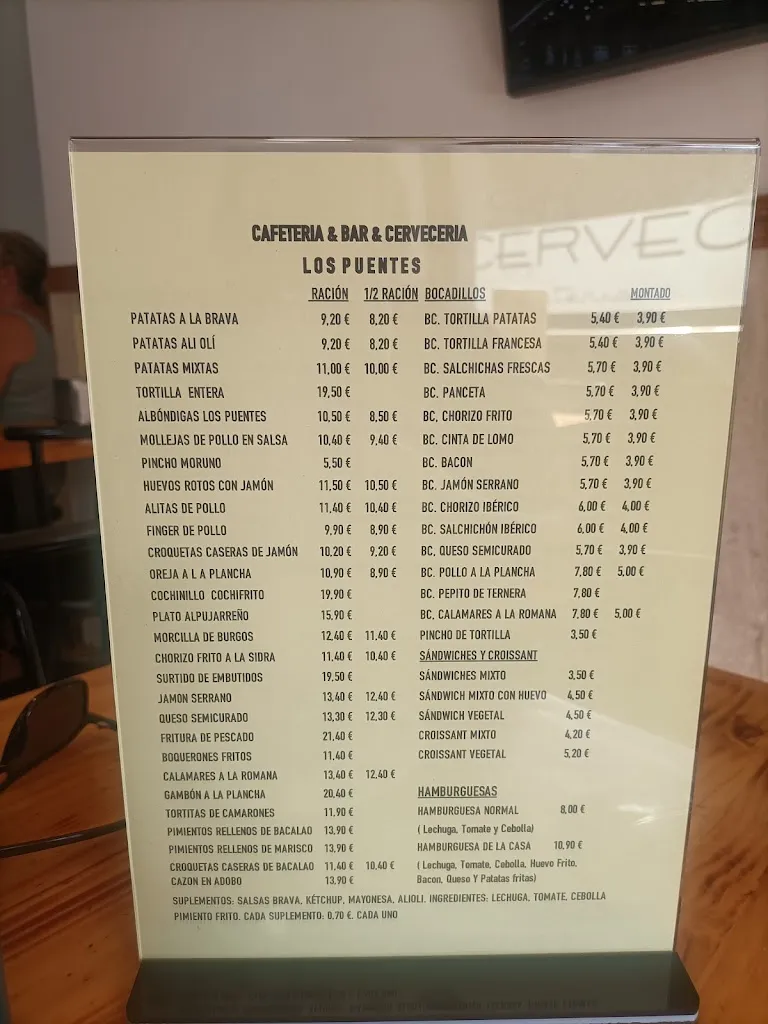 CERVEC
CAFETERIA & BAR & CERVECERIA
LOS PUENTES
RACIÓN 1/2 RACIÓN
PATATAS A LA BRAVA 9,20 € 8,20 €
PATATAS ALI OLÍ 9,20 € 8,20 €
PATATAS MIXTAS 11,00 € 10,00 €
TORTILLA ENTERA 19,50 €
ALBÓNDIGAS LOS PUENTES 10,50 € 8,50 €
MOLLEJAS DE POLLO EN SALSA 10,40 € 9,40 €
PINCHO MORUNO 5,50 €
HUEVOS ROTOS CON JAMÓN 11,50 € 10,50 €
ALITAS DE POLLO 11,40 € 10,40 €
FINGER DE POLLO 9,90 € 8,90 €
CROQUETAS CASERAS DE JAMÓN 10,20 € 9,20 €
OREJA A L A PLANCHA 10,90 € 8,90 €
COCHINILLO COCHIFRITO 19,90 €
PLATO ALPUJARREÑO 15,90 €
MORCILLA DE BURGOS 12,40 € 11,40 €
CHORIZO FRITO A LA SIDRA 11,40 € 10,40 €
SURTIDO DE EMBUTIDOS 19,50 €
JAMON SERRANO 13,40 € 12,40 €
QUESO SEMICURADO 13,30 € 12,30 €
FRITURA DE PESCADO 21,40 €
BOQUERONES FRITOS 11,40 €
CALAMARES A LA ROMANA 13,40 € 12,40 €
GAMBÓN A LA PLANCHA 20,40 €
TORTITAS DE CAMARONES 11,90 €
PIMIENTOS RELLENOS DE BACALAO 13,90 €
PIMIENTOS RELLENOS DE MARISCO 13,90 €
CROQUETAS CASERAS DE BACALAO 11,40 € 10,40 €
CAZON EN ADOBO 13,90 €
BOCADILLOS MONTADO
BC. TORTILLA PATATAS 5,40 € 3,90 €
BC. TORTILLA FRANCESA 5,40 € 3,90 €
BC. SALCHICHAS FRESCAS 5,70 € 3,90 €
BC. PANCETA 5,70 € 3,90 €
BC, CHORIZO FRITO 5,70 € 3,90 €
BC. CINTA DE LOMO 5,70 € 3,90 €
BC. BACON 5,70 € 3,90 €
BC. JAMÓN SERRANO 5,70 € 3,90 €
BC. CHORIZO IBÉRICO 6,00 € 4,00 €
BC. SALCHICHÓN IBÉRICO 6,00 € 4,00 €
BC, QUESO SEMICURADO 5,70 € 3,90 €
BC. POLLO A LA PLANCHA 7,80 € 5,00 €
BC. PEPITO DE TERNERA 7,80 €
BC. CALAMARES A LA ROMANA 7,80 € 5,00 €
PINCHO DE TORTILLA 3,50 €
SÁNDWICHES Y CROISSANT
SÁNDWICHES MIXTO 3,50 €
SÁNDWICH MIXTO CON HUEVO 4,50 €
SÁNDWICH VEGETAL 4,50 €
CROISSANT MIXTO 4,20 €
CROISSANT VEGETAL 5,20 €
HAMBURGUESAS
HAMBURGUESA NORMAL 8,00 €
( Lechuga, Tomate y Cebolla)
HAMBURGUESA DE LA CASA 10,90 €
( Lechuga, Tomate, Cebolla, Huevo Frito,
Bacon, Queso Y Patatas fritas)
SUPLEMENTOS: SALSAS BRAVA, KÉTCHUP, MAYONESA, ALIOLI. INGREDIENTES: LECHUGA, TOMATE, CEBOLLA
PIMIENTO FRITO. CADA SUPLEMENTO: 0,70 €. CADA UNO